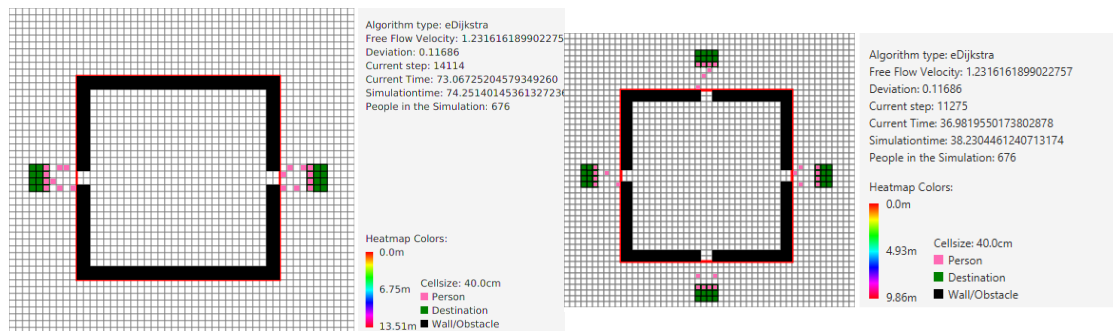 Algorithm type: eDijkstra
Free Flow Velocity: 1.2316161899022757
Deviation: 0.11686
Current step: 14114
Current Time: 73.06725204579349260
Simulationtime: 74.2514014536132723
People in the Simulation: 676
Heatmap Colors:
0.0m
6.75m
13.51m
Cellsize: 40.0cm
Person
Destination
Wall/Obstacle
Algorithm type: eDijkstra
Free Flow Velocity: 1.2316161899022757
Deviation: 0.11686
Current step: 11275
Current Time: 36.9819550173802878
Simulationtime: 38.2304461240713174
People in the Simulation: 676
Heatmap Colors:
0.0m
4.93m
9.86m
Cellsize: 40.0cm
Person
Destination
Wall/Obstacle